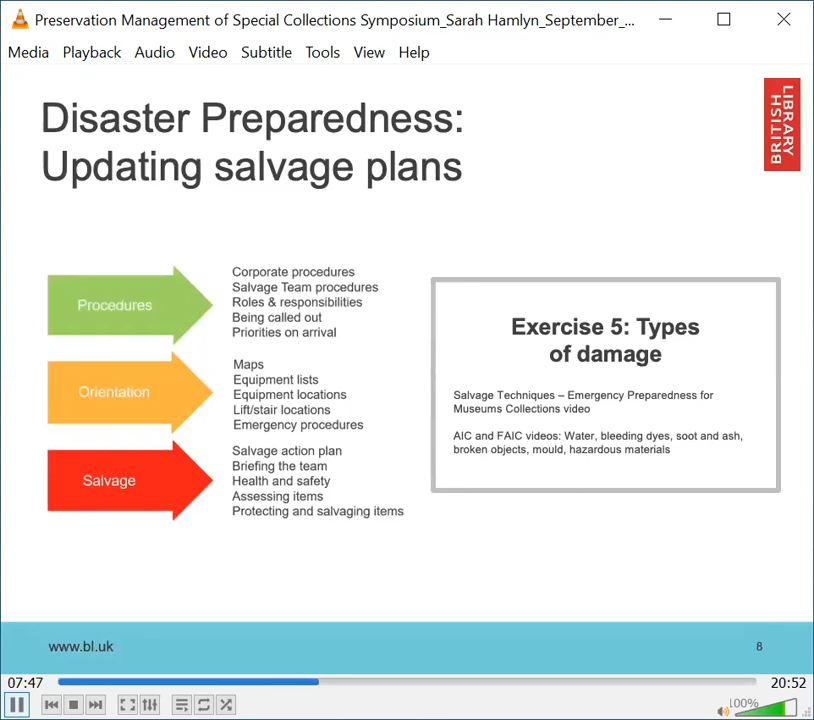 Preservation Management of Special Collections Symposium_Sarah Hamlyn_September_...
Media Playback Audio Video Subtitle Tools View Help
Disaster Preparedness:
Updating salvage plans
LIBRARY
BRITISH
Procedures
Corporate procedures
Salvage Team procedures
Roles & responsibilities
Being called out
Priorities on arrival
Orientation
Maps
Equipment lists
Equipment locations
Lift/stair locations
Emergency procedures
Salvage
Salvage action plan
Briefing the team
Health and safety
Assessing items
Protecting and salvaging items
Exercise 5: Types
of damage
Salvage Techniques – Emergency Preparedness for
Museums Collections video
AIC and FAIC videos: Water, bleeding dyes, soot and ash,
broken objects, mould, hazardous materials
www.bl.uk
8
07:47
20:52
100%